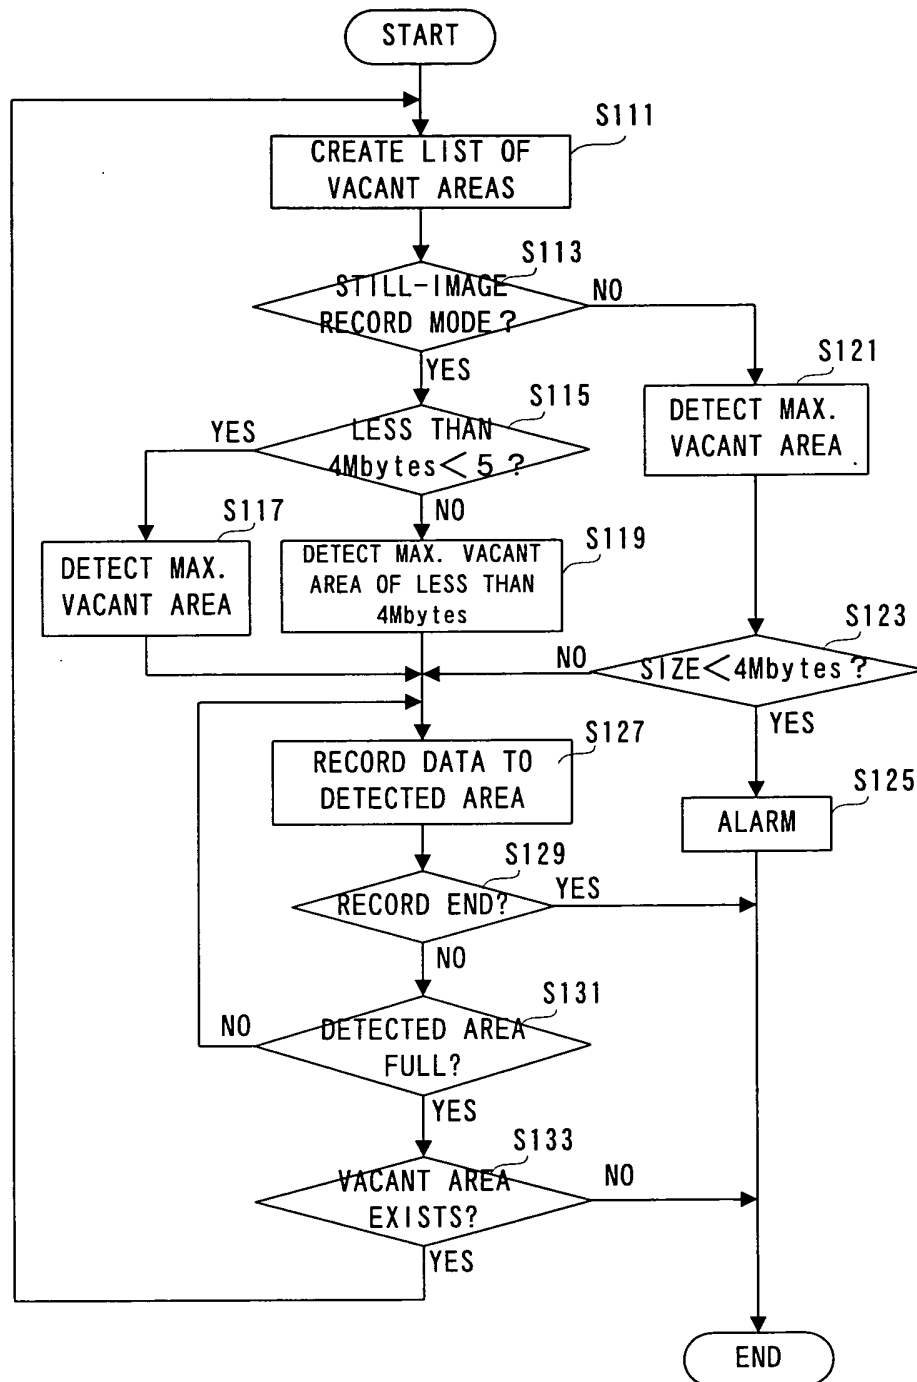 START
S111
CREATE LIST OF
VACANT AREAS
S113
STILL-IMAGE
RECORD MODE?
NO
YES
S121
DETECT MAX.
VACANT AREA
S115
LESS THAN
4Mbytes<5?
YES
NO
S117
DETECT MAX.
VACANT AREA
S119
DETECT MAX. VACANT
AREA OF LESS THAN
4Mbytes
S123
SIZE<4Mbytes?
NO
YES
S127
RECORD DATA TO
DETECTED AREA
S125
ALARM
S129
RECORD END?
YES
NO
S131
DETECTED AREA
FULL?
NO
YES
S133
VACANT AREA
EXISTS?
NO
YES
END